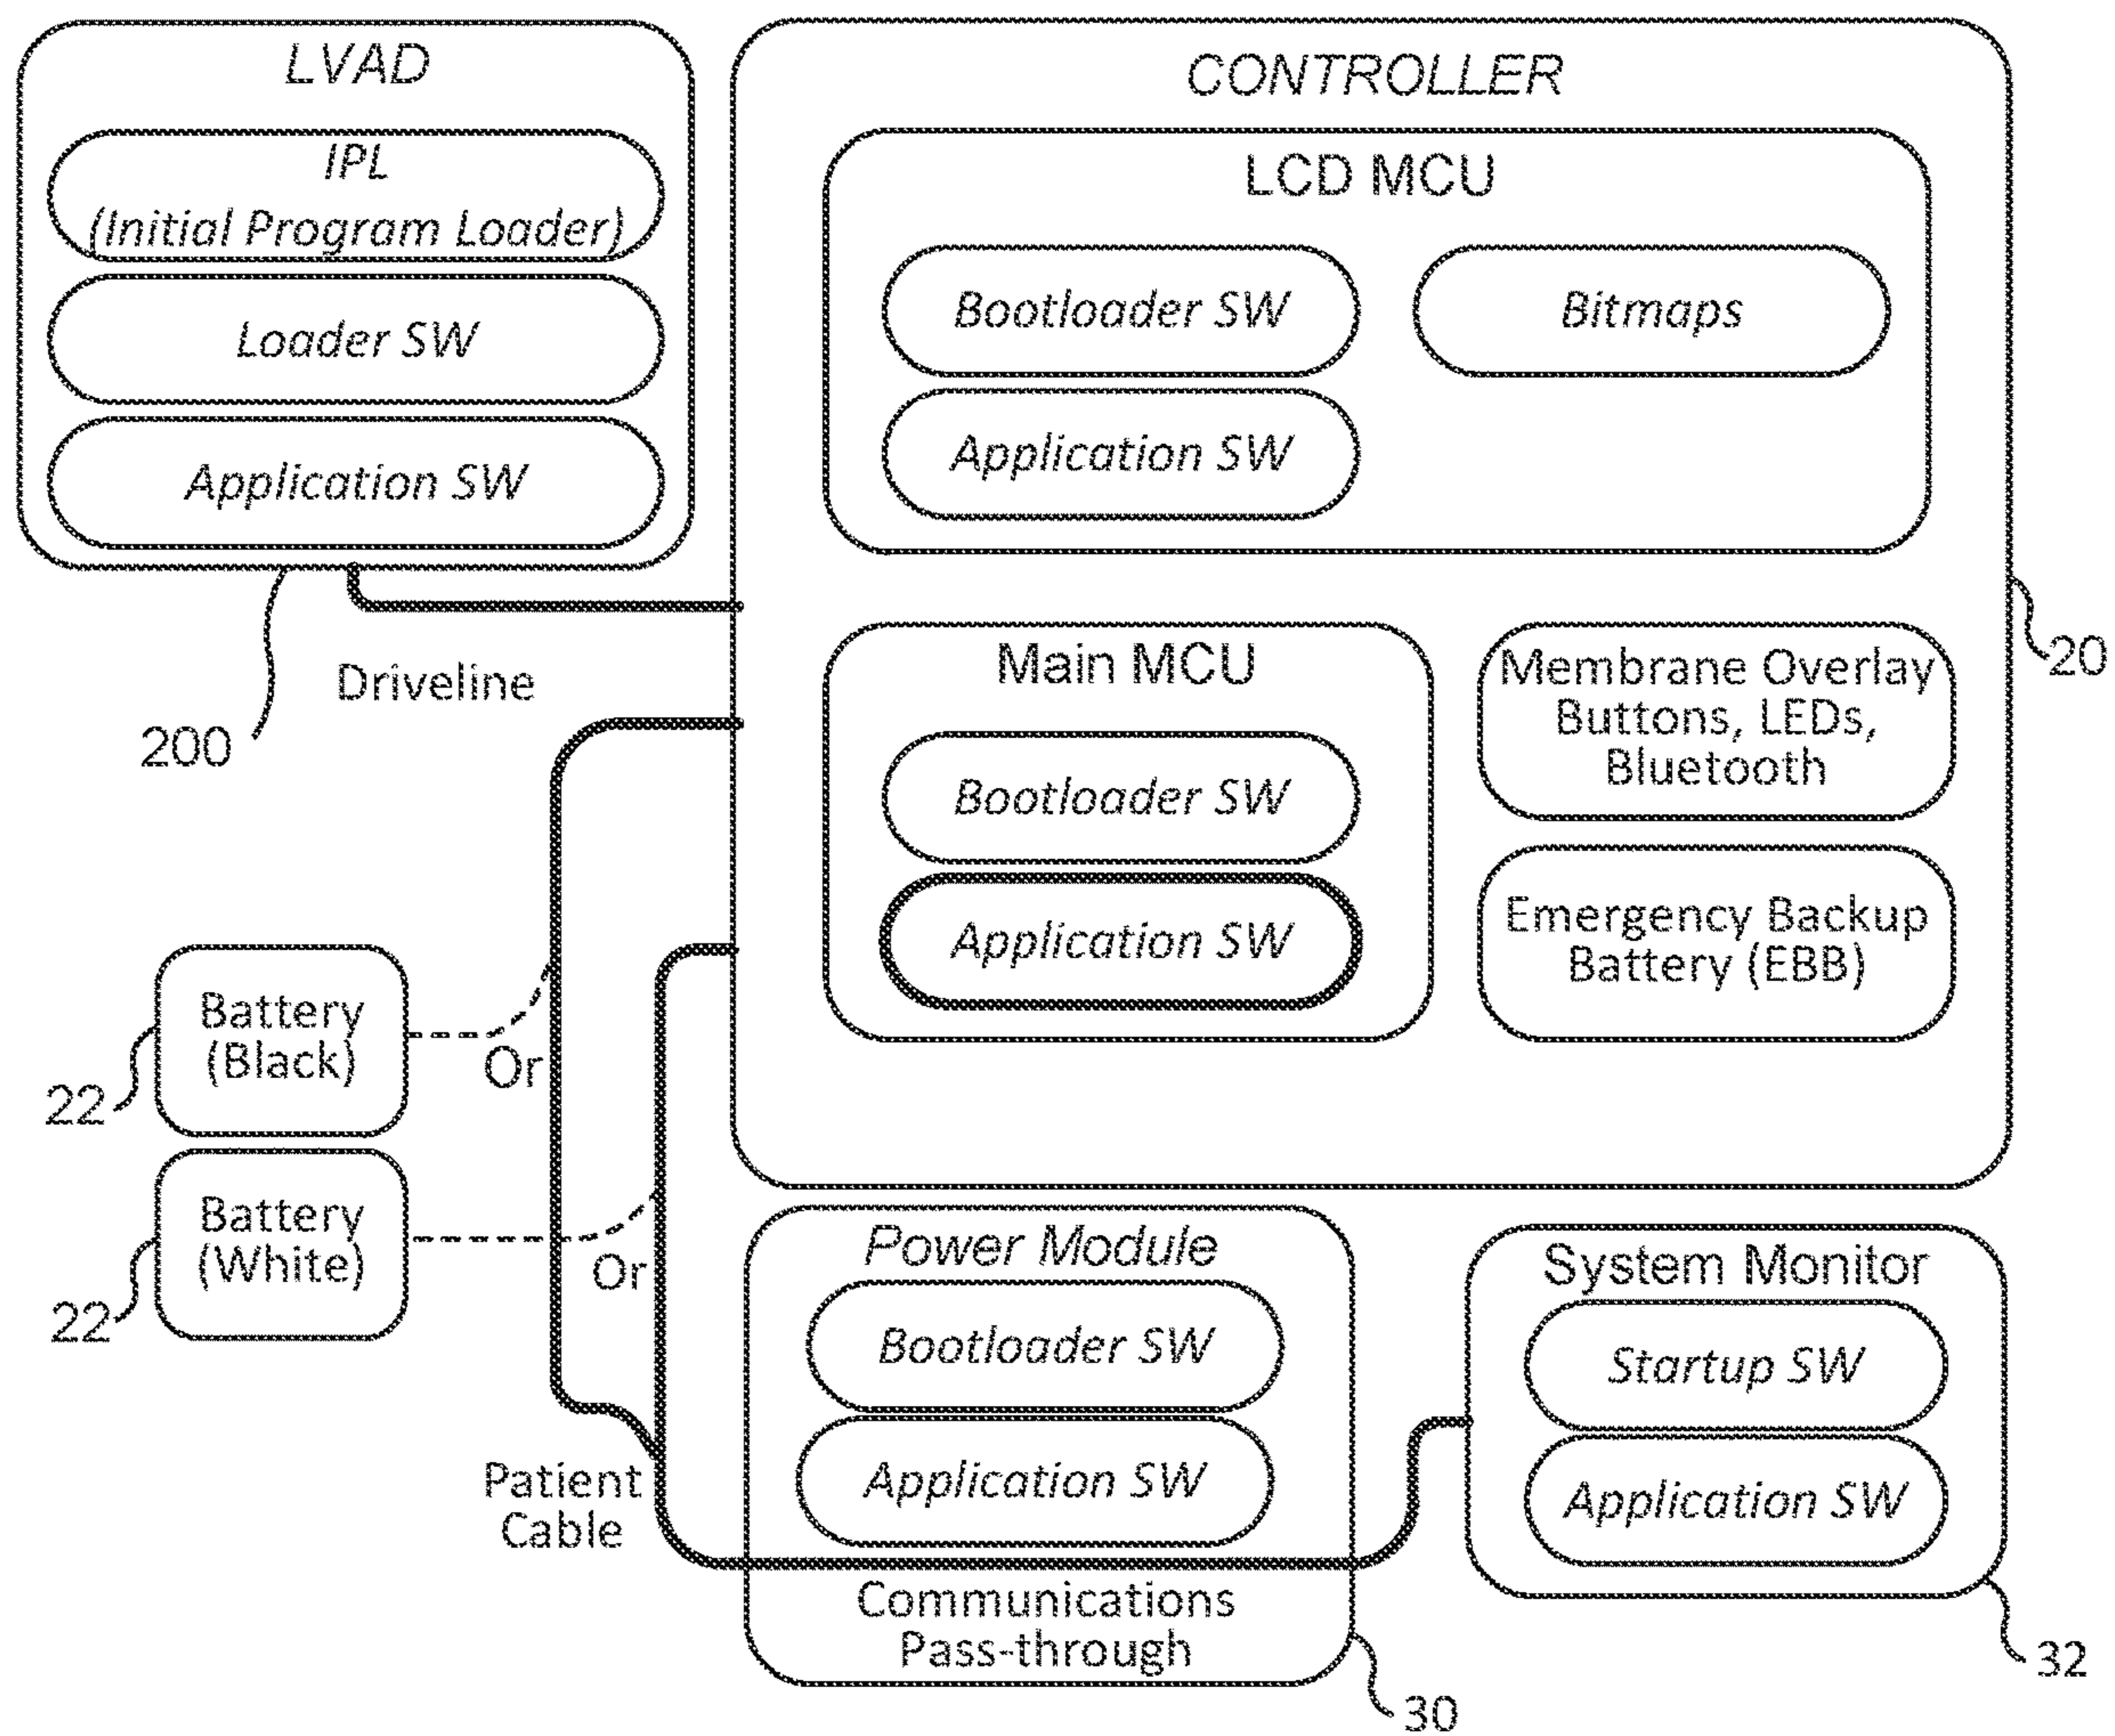 LVAD
IPL
(Initial Program Loader)
Loader SW
Application SW
200
Driveline
CONTROLLER
LCD MCU
Bootloader SW
Bitmaps
Application SW
20
Main MCU
Bootloader SW
Application SW
Membrane Overlay
Buttons, LEDs,
Bluetooth
Emergency Backup
Battery (EBB)
Battery
(Black)
22
Or
Battery
(White)
22
Or
Patient
Cable
Power Module
Bootloader SW
Application SW
Communications
Pass-through
30
System Monitor
Startup SW
Application SW
32